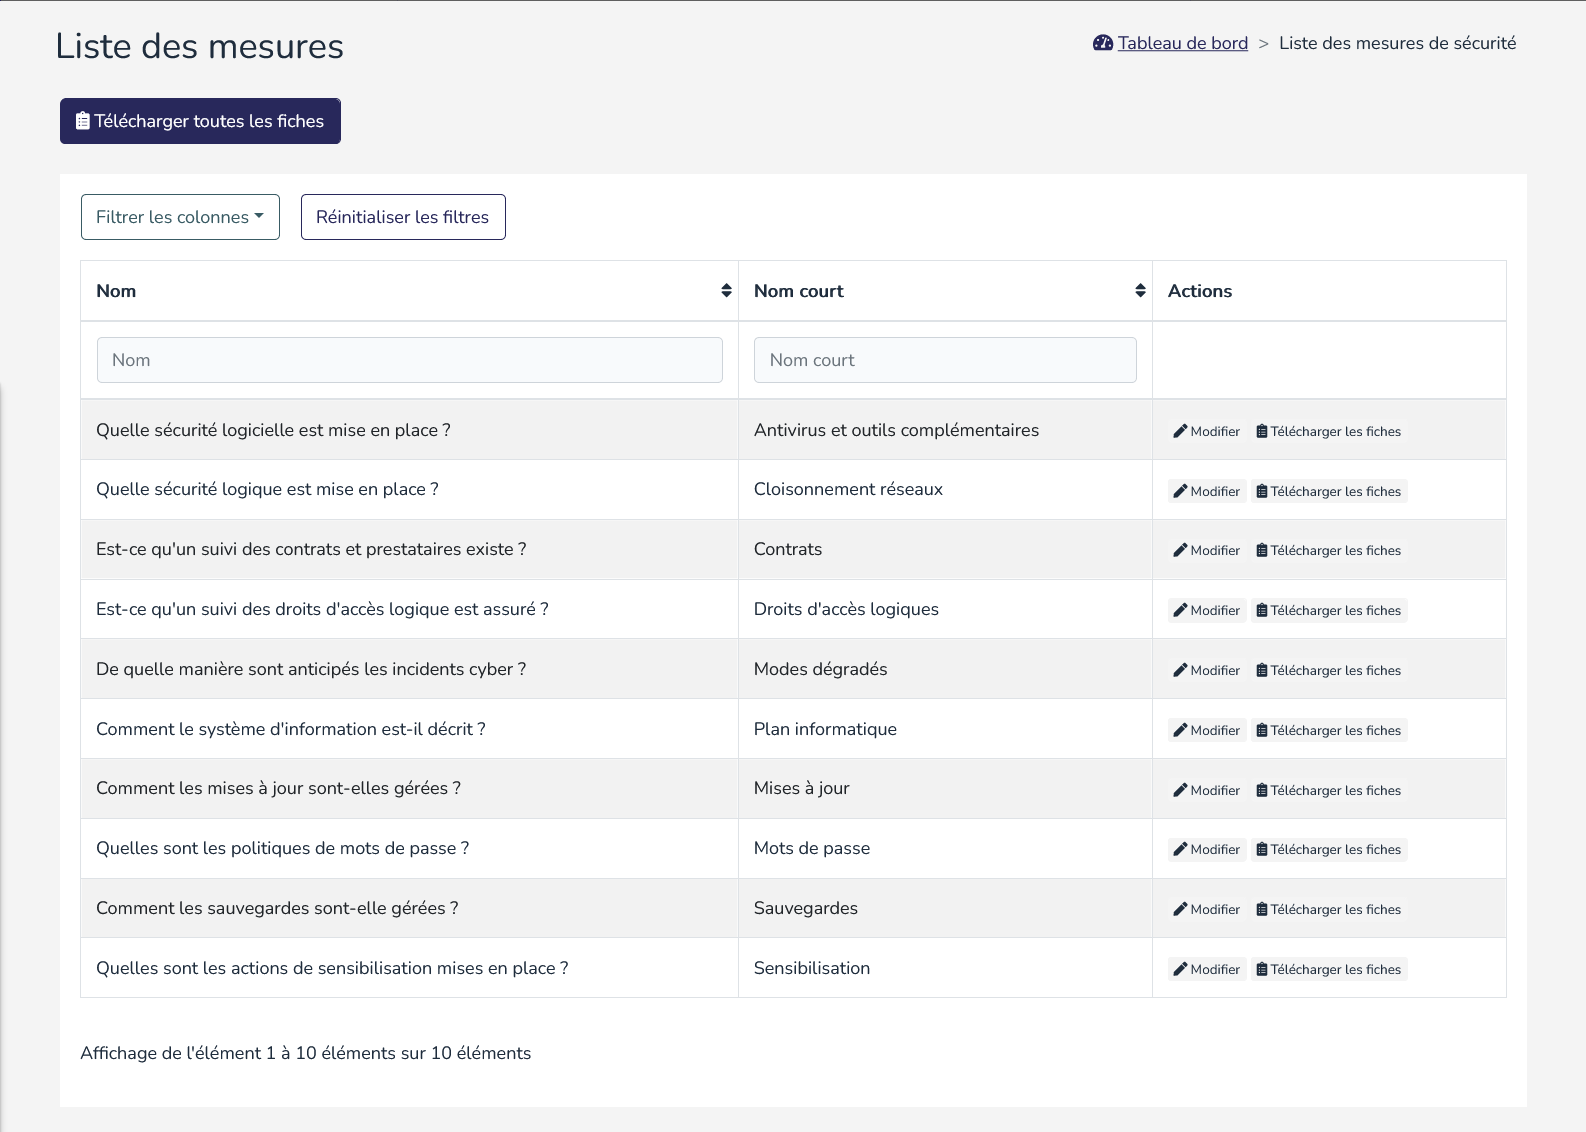 Liste des mesures
Tableau de bord > Liste des mesures de sécurité
Télécharger toutes les fiches
Filtrer les colonnes
Réinitialiser les filtres
Nom Nom court Actions
Nom Nom court
Quelle sécurité logicielle est mise en place ? Antivirus et outils complémentaires Modifier Télécharger les fiches
Quelle sécurité logique est mise en place ? Cloisonnement réseaux Modifier Télécharger les fiches
Est-ce qu'un suivi des contrats et prestataires existe ? Contrats Modifier Télécharger les fiches
Est-ce qu'un suivi des droits d'accès logique est assuré ? Droits d'accès logiques Modifier Télécharger les fiches
De quelle manière sont anticipés les incidents cyber ? Modes dégradés Modifier Télécharger les fiches
Comment le système d'information est-il décrit ? Plan informatique Modifier Télécharger les fiches
Comment les mises à jour sont-elles gérées ? Mises à jour Modifier Télécharger les fiches
Quelles sont les politiques de mots de passe ? Mots de passe Modifier Télécharger les fiches
Comment les sauvegardes sont-elle gérées ? Sauvegardes Modifier Télécharger les fiches
Quelles sont les actions de sensibilisation mises en place ? Sensibilisation Modifier Télécharger les fiches
Affichage de l'élément 1 à 10 éléments sur 10 éléments